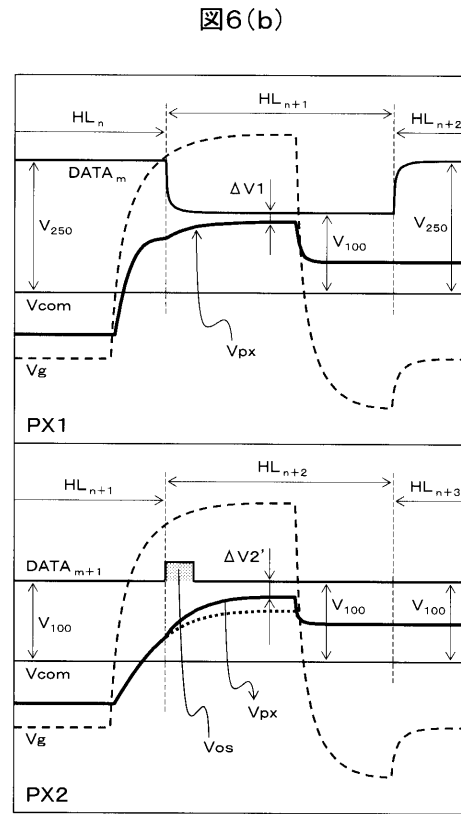 図6(b)
HLn HLn+1 HLn+2
DATAm
ΔV1
V250 V100 V250
Vcom
Vpx
Vg
PX1
HLn+1 HLn+2 HLn+3
DATAm+1
ΔV2'
V100 V100 V100
Vcom
Vpx
Vg Vos
PX2